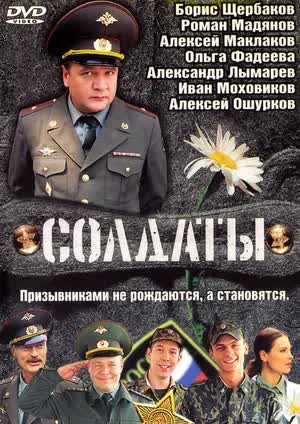 DVD
VIDEO
Борис Щербаков
Роман Мадянов
Алексей Маклаков
Ольга Фадеева
Александр Лымарев
Иван Моховиков
Алексей Ошурков
СОЛДАТЫ
Призывниками не рождаются, а становятся.